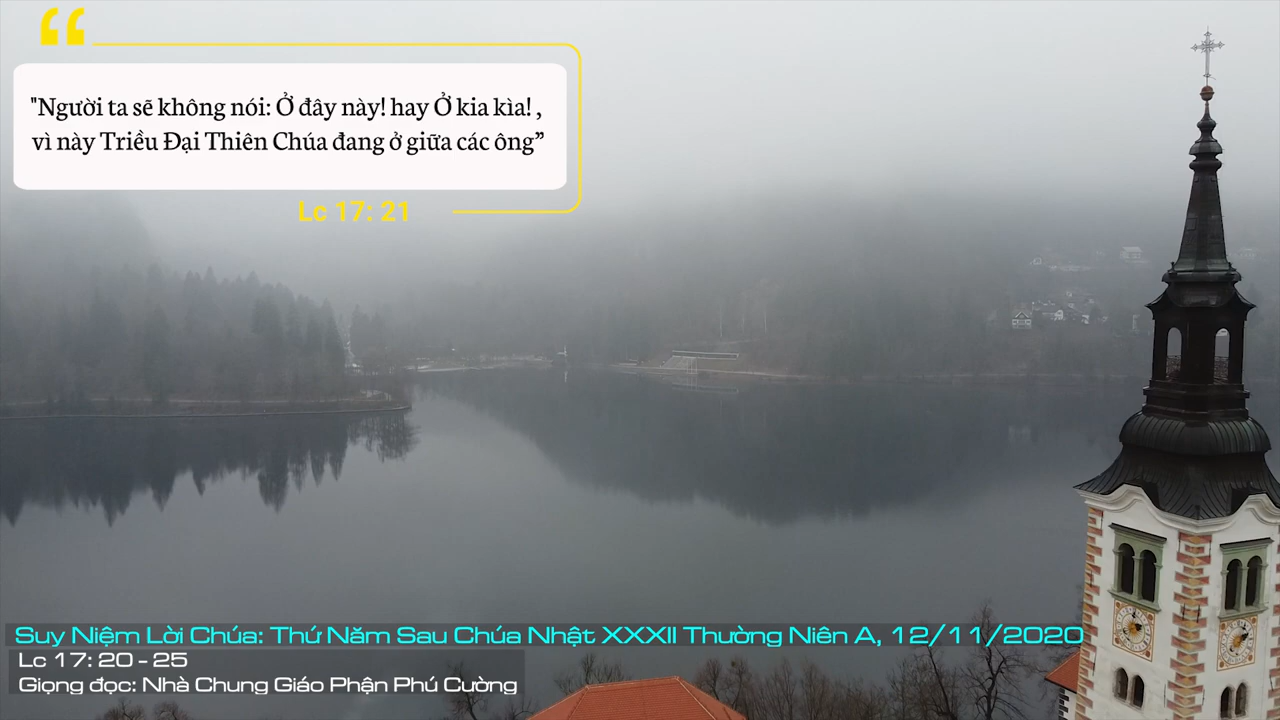 "Người ta sẽ không nói: Ở đây này! hay Ở kia kìa! ,
vì này Triều Đại Thiên Chúa đang ở giữa các ông”
Lc 17: 21
Suy Niệm Lời Chúa: Thứ Năm Sau Chúa Nhật XXXII Thường Niên A, 12/11/2020
Lc 17: 20 - 25
Giọng đọc: Nhà Chung Giáo Phận Phú Cường